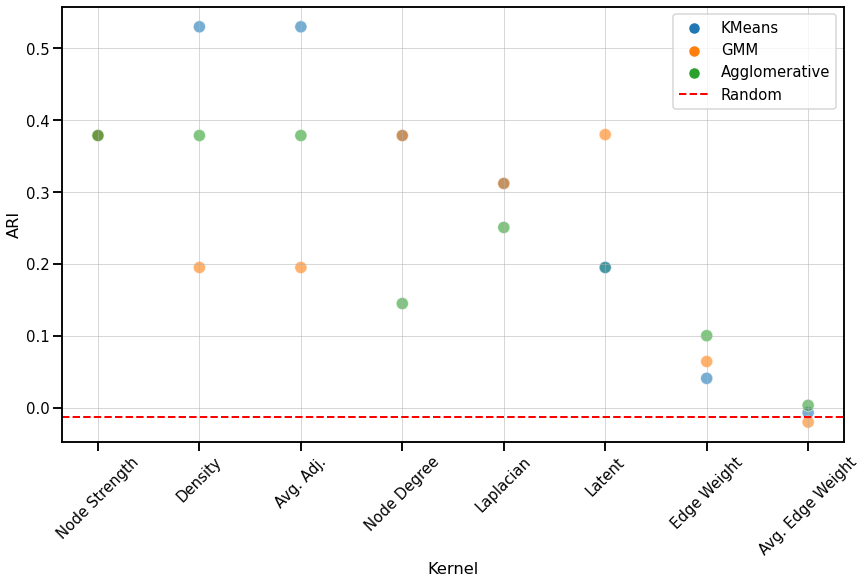 KMeans
GMM
Agglomerative
Random
ARI
0.5
0.4
0.3
0.2
0.1
0.0
Node Strength
Density
Avg. Adj.
Node Degree
Laplacian
Latent
Edge Weight
Avg. Edge Weight
Kernel